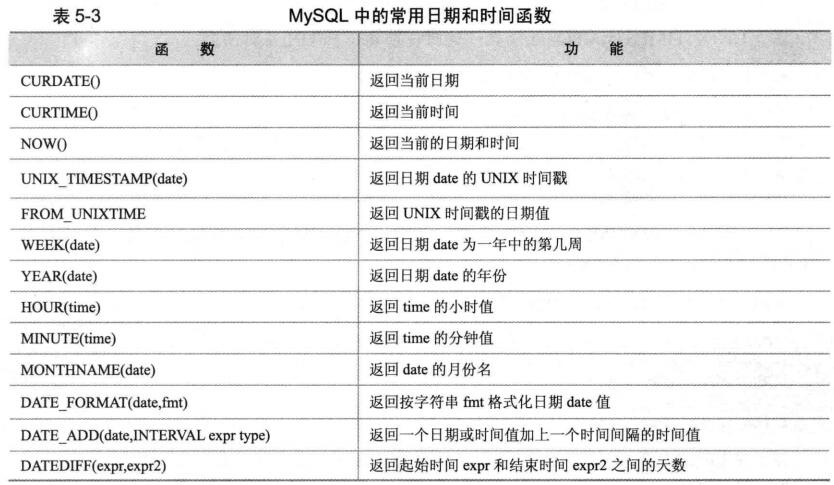 表 5-3 MySQL 中的常用日期和时间函数
函 数 功 能
CURDATE() 返回当前日期
CURTIME() 返回当前时间
NOW() 返回当前的日期和时间
UNIX_TIMESTAMP(date) 返回日期 date 的 UNIX 时间戳
FROM_UNIXTIME 返回 UNIX 时间戳的日期值
WEEK(date) 返回日期 date 为一年中的第几周
YEAR(date) 返回日期 date 的年份
HOUR(time) 返回 time 的小时值
MINUTE(time) 返回 time 的分钟值
MONTHNAME(date) 返回 date 的月份名
DATE_FORMAT(date,fmt) 返回按字符串 fmt 格式化日期 date 值
DATE_ADD(date,INTERVAL expr type) 返回一个日期或时间值加上一个时间间隔的时间值
DATEDIFF(expr,expr2) 返回起始时间 expr 和结束时间 expr2 之间的天数